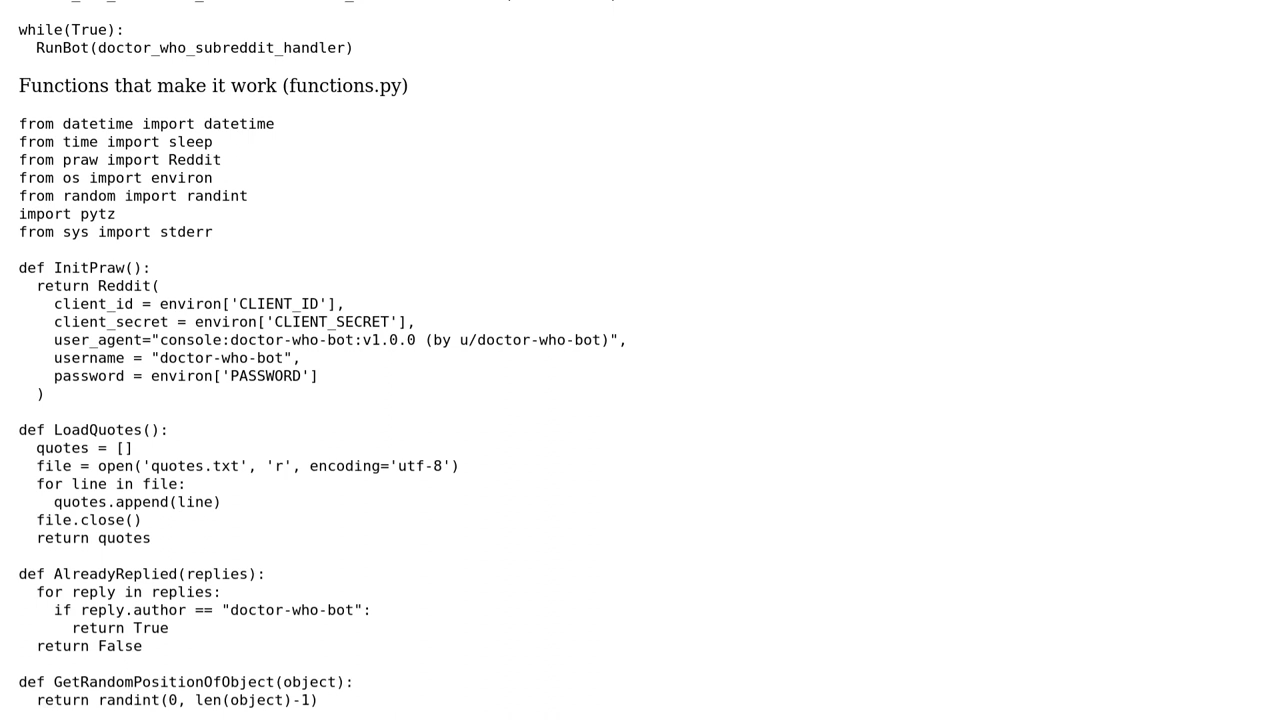 while(True):
  RunBot(doctor_who_subreddit_handler)
Functions that make it work (functions.py)
from datetime import datetime
from time import sleep
from praw import Reddit
from os import environ
from random import randint
import pytz
from sys import stderr
def InitPraw():
  return Reddit(
    client_id = environ['CLIENT_ID'],
    client_secret = environ['CLIENT_SECRET'],
    user_agent="console:doctor-who-bot:v1.0.0 (by u/doctor-who-bot)",
    username = "doctor-who-bot",
    password = environ['PASSWORD']
  )
def LoadQuotes():
  quotes = []
  file = open('quotes.txt', 'r', encoding='utf-8')
  for line in file:
    quotes.append(line)
  file.close()
  return quotes
def AlreadyReplied(replies):
  for reply in replies:
    if reply.author == "doctor-who-bot":
      return True
  return False
def GetRandomPositionOfObject(object):
  return randint(0, len(object)-1)